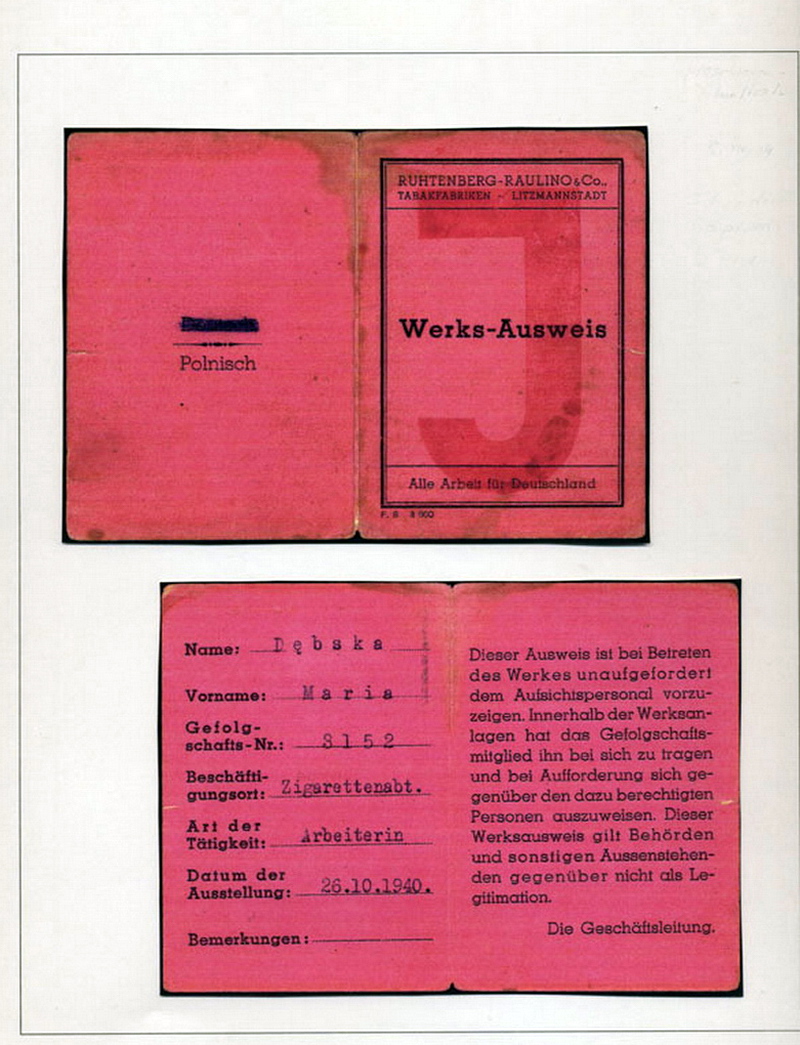 RUHTENBERG-RAULINO & Co.,
TABAKFABRIKEN - LITZMANNSTADT
J
Werks-Ausweis
Polnisch
Alle Arbeit für Deutschland
Name: Dębska
Vorname: Maria
Gefolg-
schafts-Nr.: 3152
Beschäfti-
gungsort: Zigarettenabt.
Art der
Tätigkeit: Arbeiterin
Datum der
Ausstellung: 26.10.1940.
Bemerkungen:
Dieser Ausweis ist bei Betreten
des Werkes unaufgefordert
dem Aufsichtspersonal vorzu-
zeigen. Innerhalb der Werksan-
lagen hat das Gefolgschafts-
mitglied ihn bei sich zu tragen
und bei Aufforderung sich ge-
genüber den dazu berechtigten
Personen auszuweisen. Dieser
Werksausweis gilt Behörden
und sonstigen Aussenstehen-
den gegenüber nicht als Le-
gitimation.
Die Geschäftsleitung.